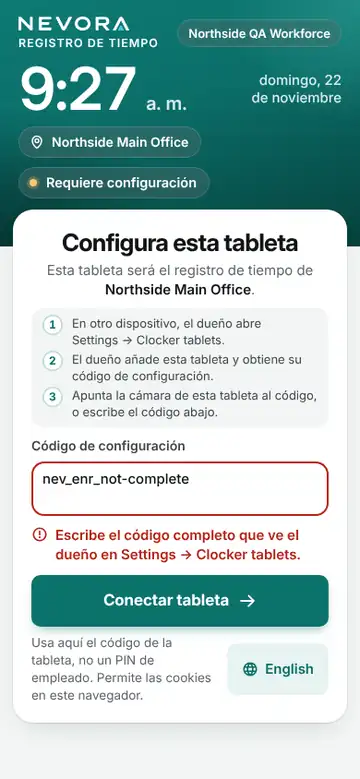 NEVORA
REGISTRO DE TIEMPO
Northside QA Workforce
9:27 a. m.
domingo, 22
de noviembre
Northside Main Office
Requiere configuración
Configura esta tableta
Esta tableta será el registro de tiempo de
Northside Main Office.
1 En otro dispositivo, el dueño abre
Settings → Clocker tablets.
2 El dueño añade esta tableta y obtiene su
código de configuración.
3 Apunta la cámara de esta tableta al código,
o escribe el código abajo.
Código de configuración
nev_enr_not-complete
Escribe el código completo que ve el
dueño en Settings → Clocker tablets.
Conectar tableta →
Usa aquí el código de la
tableta, no un PIN de
empleado. Permite las cookies
en este navegador.
English